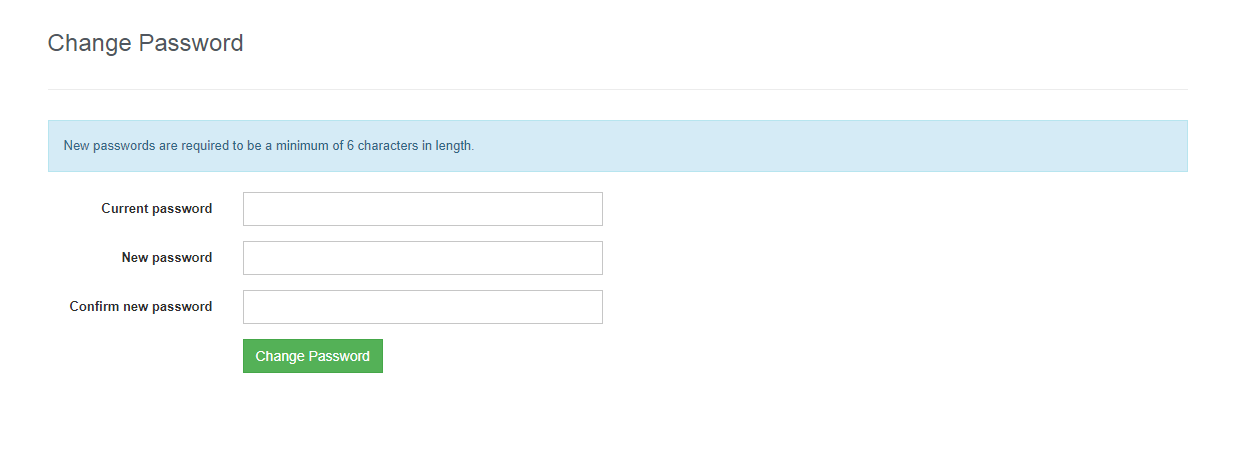 Change Password
New passwords are required to be a minimum of 6 characters in length.
Current password
New password
Confirm new password
Change Password